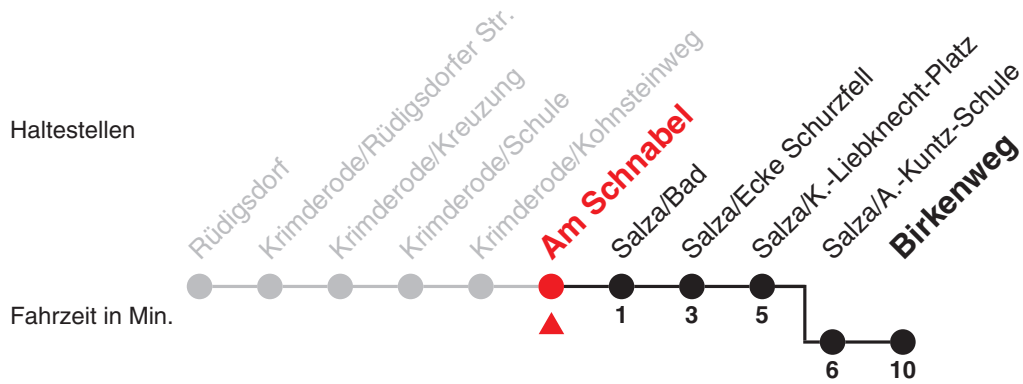 Haltestellen
Rüdigsdorf
Krimderode/Rüdigsdorfer Str.
Krimderode/Kreuzung
Krimderode/Schule
Krimderode/Kohnsteinweg
Am Schnabel
Salza/Bad
Salza/Ecke Schurzfell
Salza/K.-Liebknecht-Platz
Salza/A.-Kuntz-Schule
Birkenweg
Fahrzeit in Min.
1
3
5
6
10